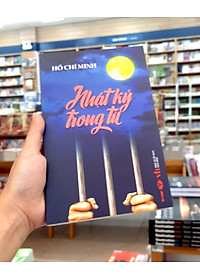 HỒ CHÍ MINH
Nhật ký
trong tù